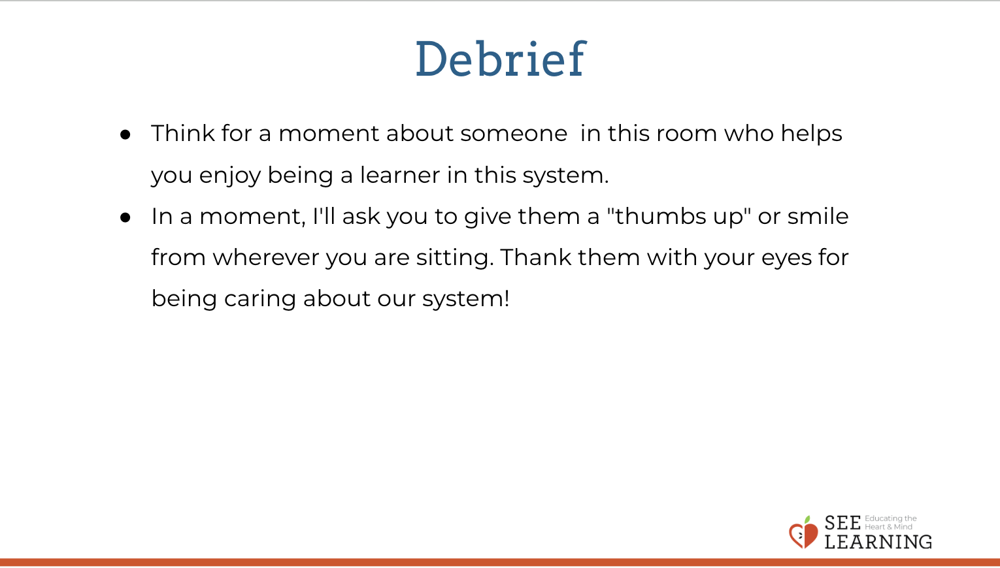 Debrief
● Think for a moment about someone  in this room who helps
you enjoy being a learner in this system.
● In a moment, I'll ask you to give them a "thumbs up" or smile
from wherever you are sitting. Thank them with your eyes for
being caring about our system!
SEE Educating the
Heart & Mind
LEARNING